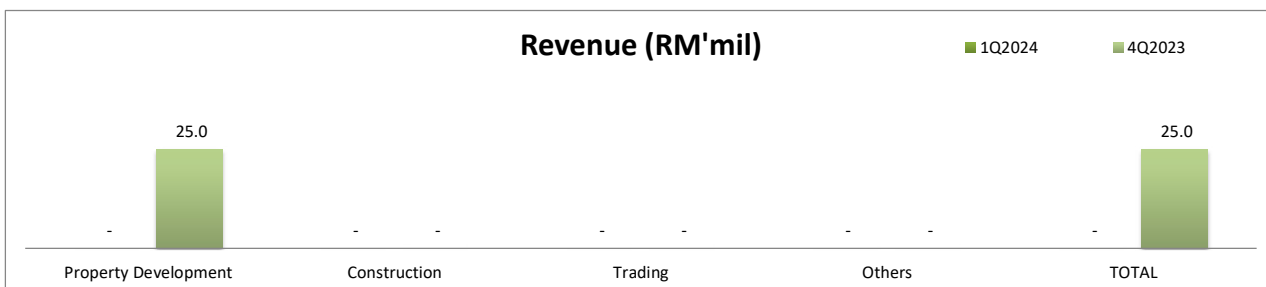 Revenue (RM'mil)
1Q2024 4Q2023
25.0 25.0
- - - - - - - -
Property Development Construction Trading Others TOTAL